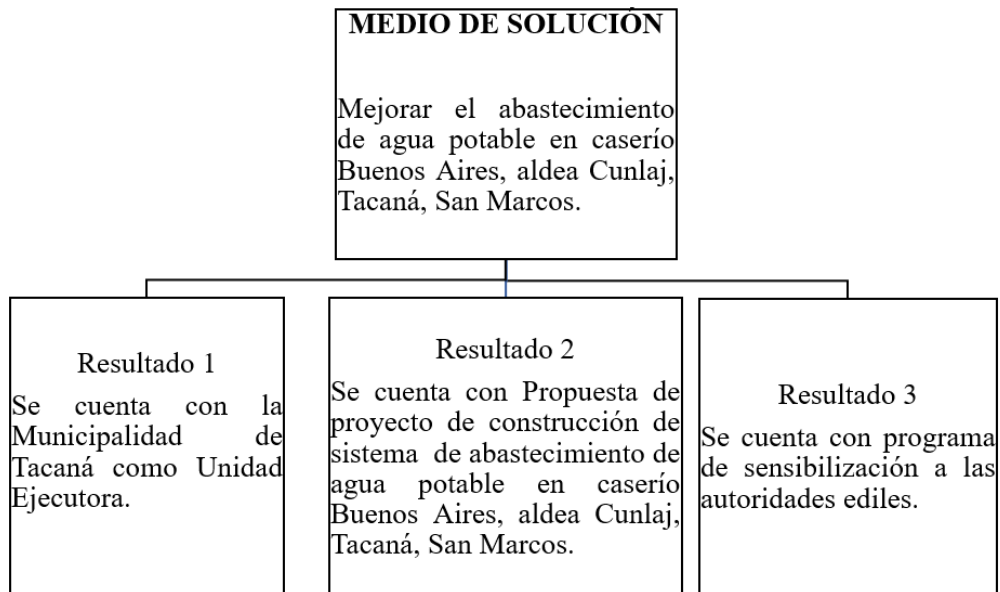 MEDIO DE SOLUCIÓN
Mejorar el abastecimiento
de agua potable en caserío
Buenos Aires, aldea Cunlaj,
Tacaná, San Marcos.
Resultado 1
Se cuenta con la
Municipalidad de
Tacaná como Unidad
Ejecutora.
Resultado 2
Se cuenta con Propuesta de
proyecto de construcción de
sistema de abastecimiento de
agua potable en caserío
Buenos Aires, aldea Cunlaj,
Tacaná, San Marcos.
Resultado 3
Se cuenta con programa
de sensibilización a las
autoridades ediles.